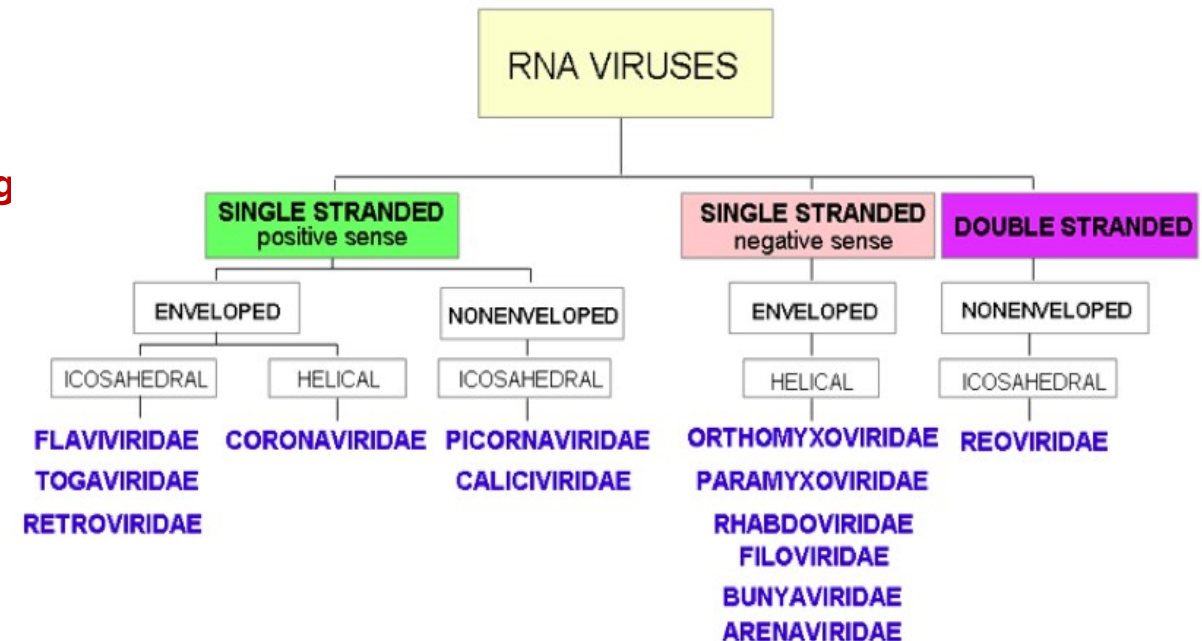 RNA VIRUSES
g
SINGLE STRANDED
positive sense
SINGLE STRANDED
negative sense
DOUBLE STRANDED
ENVELOPED
NONENVELOPED
ENVELOPED
NONENVELOPED
ICOSAHEDRAL
HELICAL
ICOSAHEDRAL
HELICAL
ICOSAHEDRAL
FLAVIVIRIDAE
CORONAVIRIDAE
PICORNAVIRIDAE
ORTHOMYXOVIRIDAE
REOVIRIDAE
TOGAVIRIDAE
CALICIVIRIDAE
PARAMYXOVIRIDAE
RETROVIRIDAE
RHABDOVIRIDAE
FILOVIRIDAE
BUNYAVIRIDAE
ARENAVIRIDAE